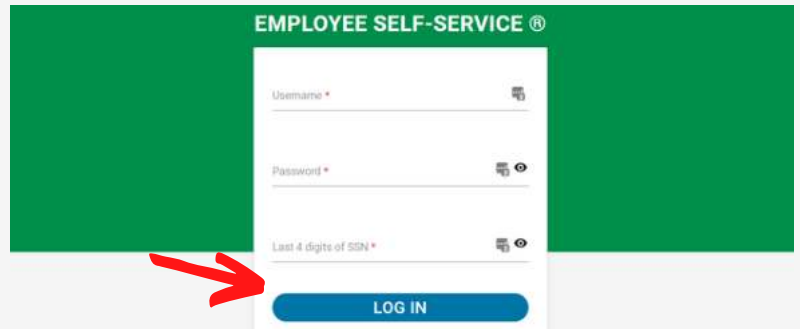 EMPLOYEE SELF-SERVICE ®
Username *
Password *
Last 4 digits of SSN *
LOG IN